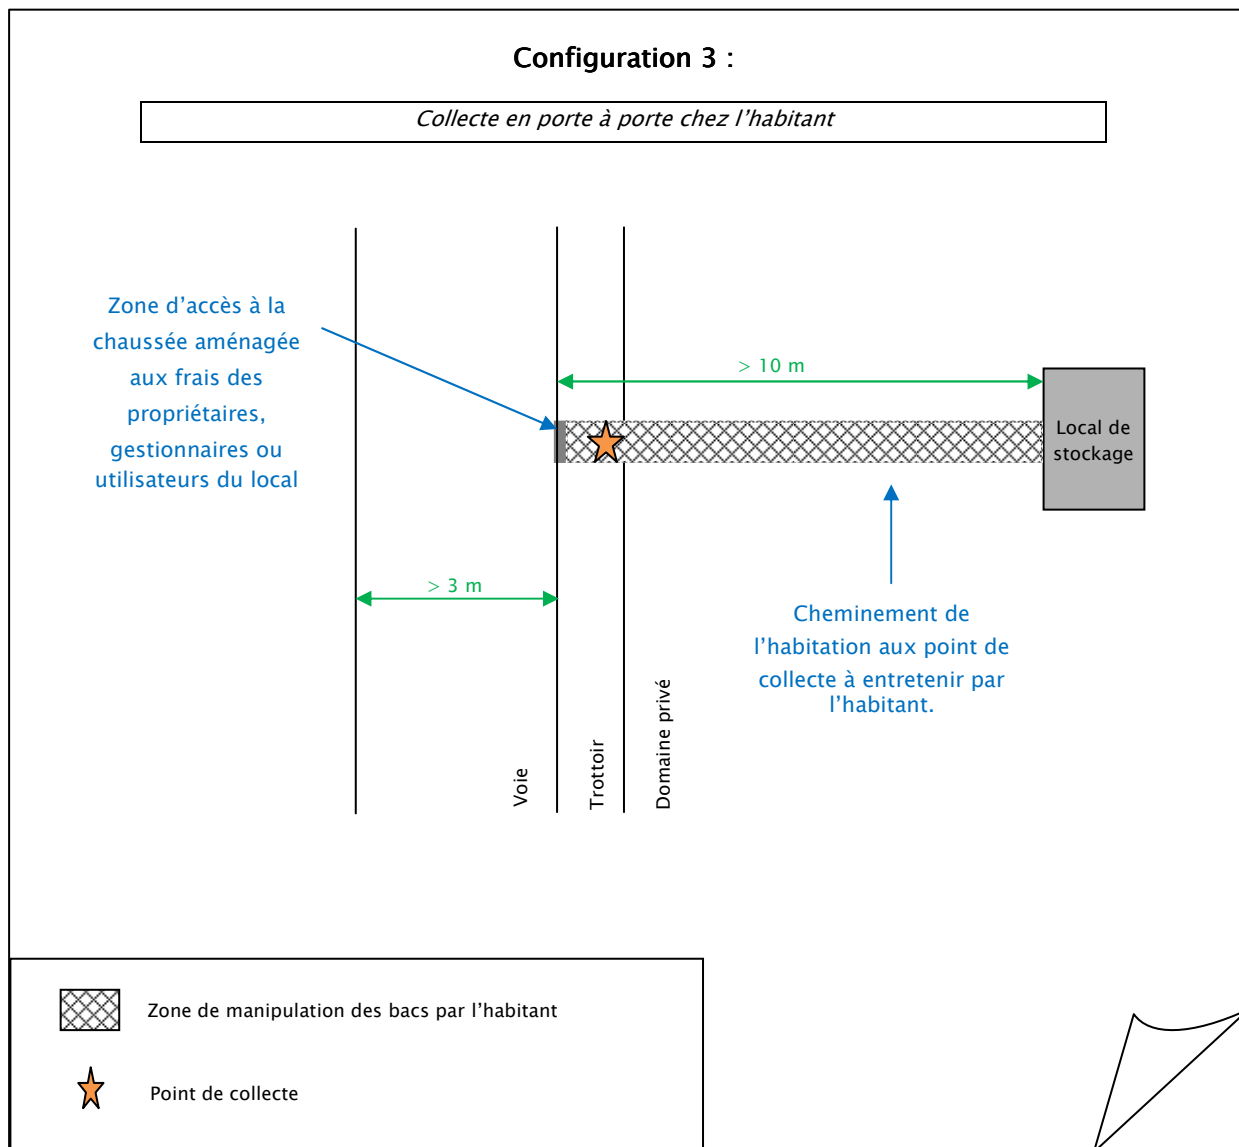 Configuration 3 :
Collecte en porte à porte chez l’habitant
Zone d’accès à la
chaussée aménagée
aux frais des
propriétaires,
gestionnaires ou
utilisateurs du local
> 10 m
Local de
stockage
> 3 m
Cheminement de
l’habitation aux point de
collecte à entretenir par
l’habitant.
Voie
Trottoir
Domaine privé
Zone de manipulation des bacs par l’habitant
Point de collecte